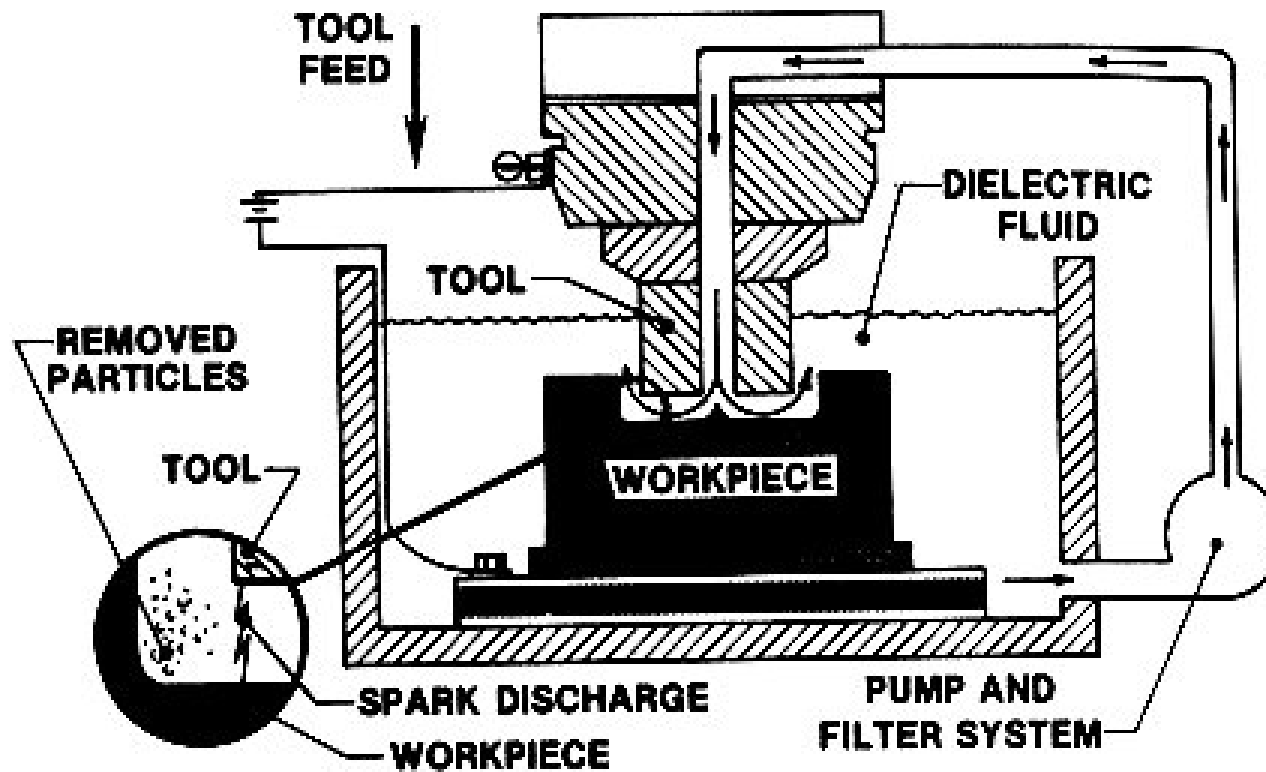 TOOL
FEED
DIELECTRIC
FLUID
TOOL
REMOVED
PARTICLES
TOOL
WORKPIECE
SPARK DISCHARGE
WORKPIECE
PUMP AND
FILTER SYSTEM